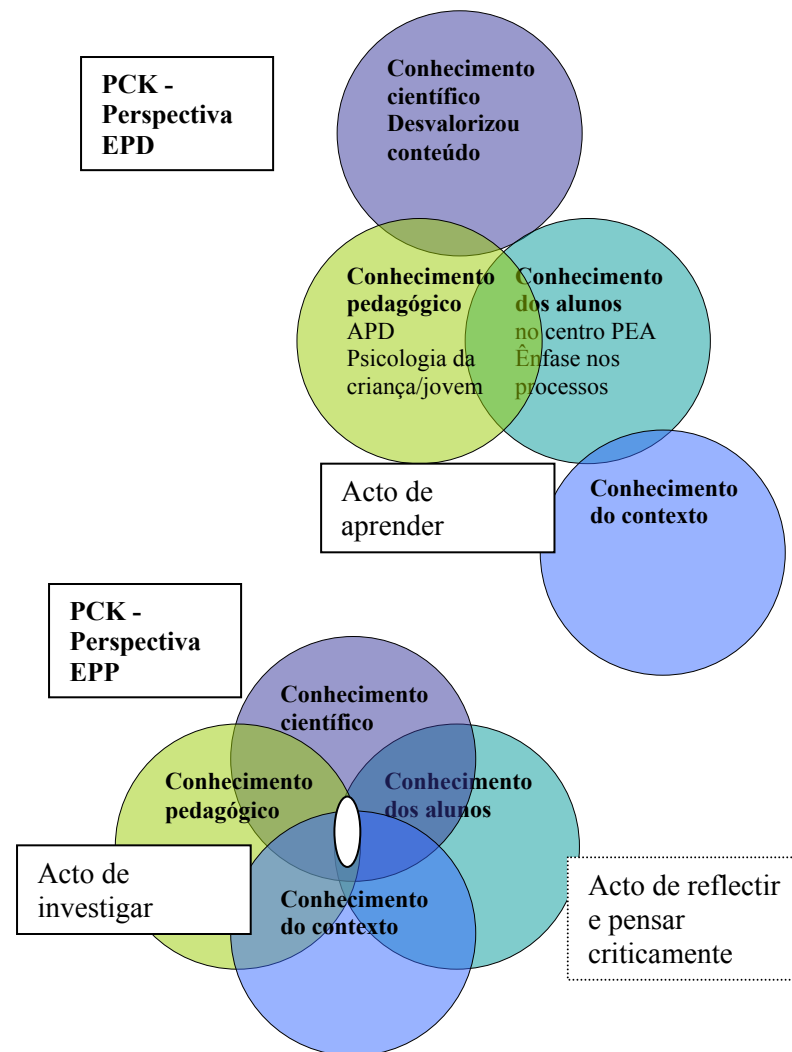 PCK -
Perspectiva
EPD
Conhecimento
científico
Desvalorizou
conteúdo
Conhecimento
pedagógico
APD
Psicologia da
criança/jovem
Conhecimento
dos alunos
no centro PEA
Ênfase nos
processos
Acto de
aprender
Conhecimento
do contexto
PCK -
Perspectiva
EPP
Conhecimento
científico
Conhecimento
pedagógico
Conhecimento
dos alunos
Acto de
investigar
Conhecimento
do contexto
Acto de reflectir
e pensar
criticamente